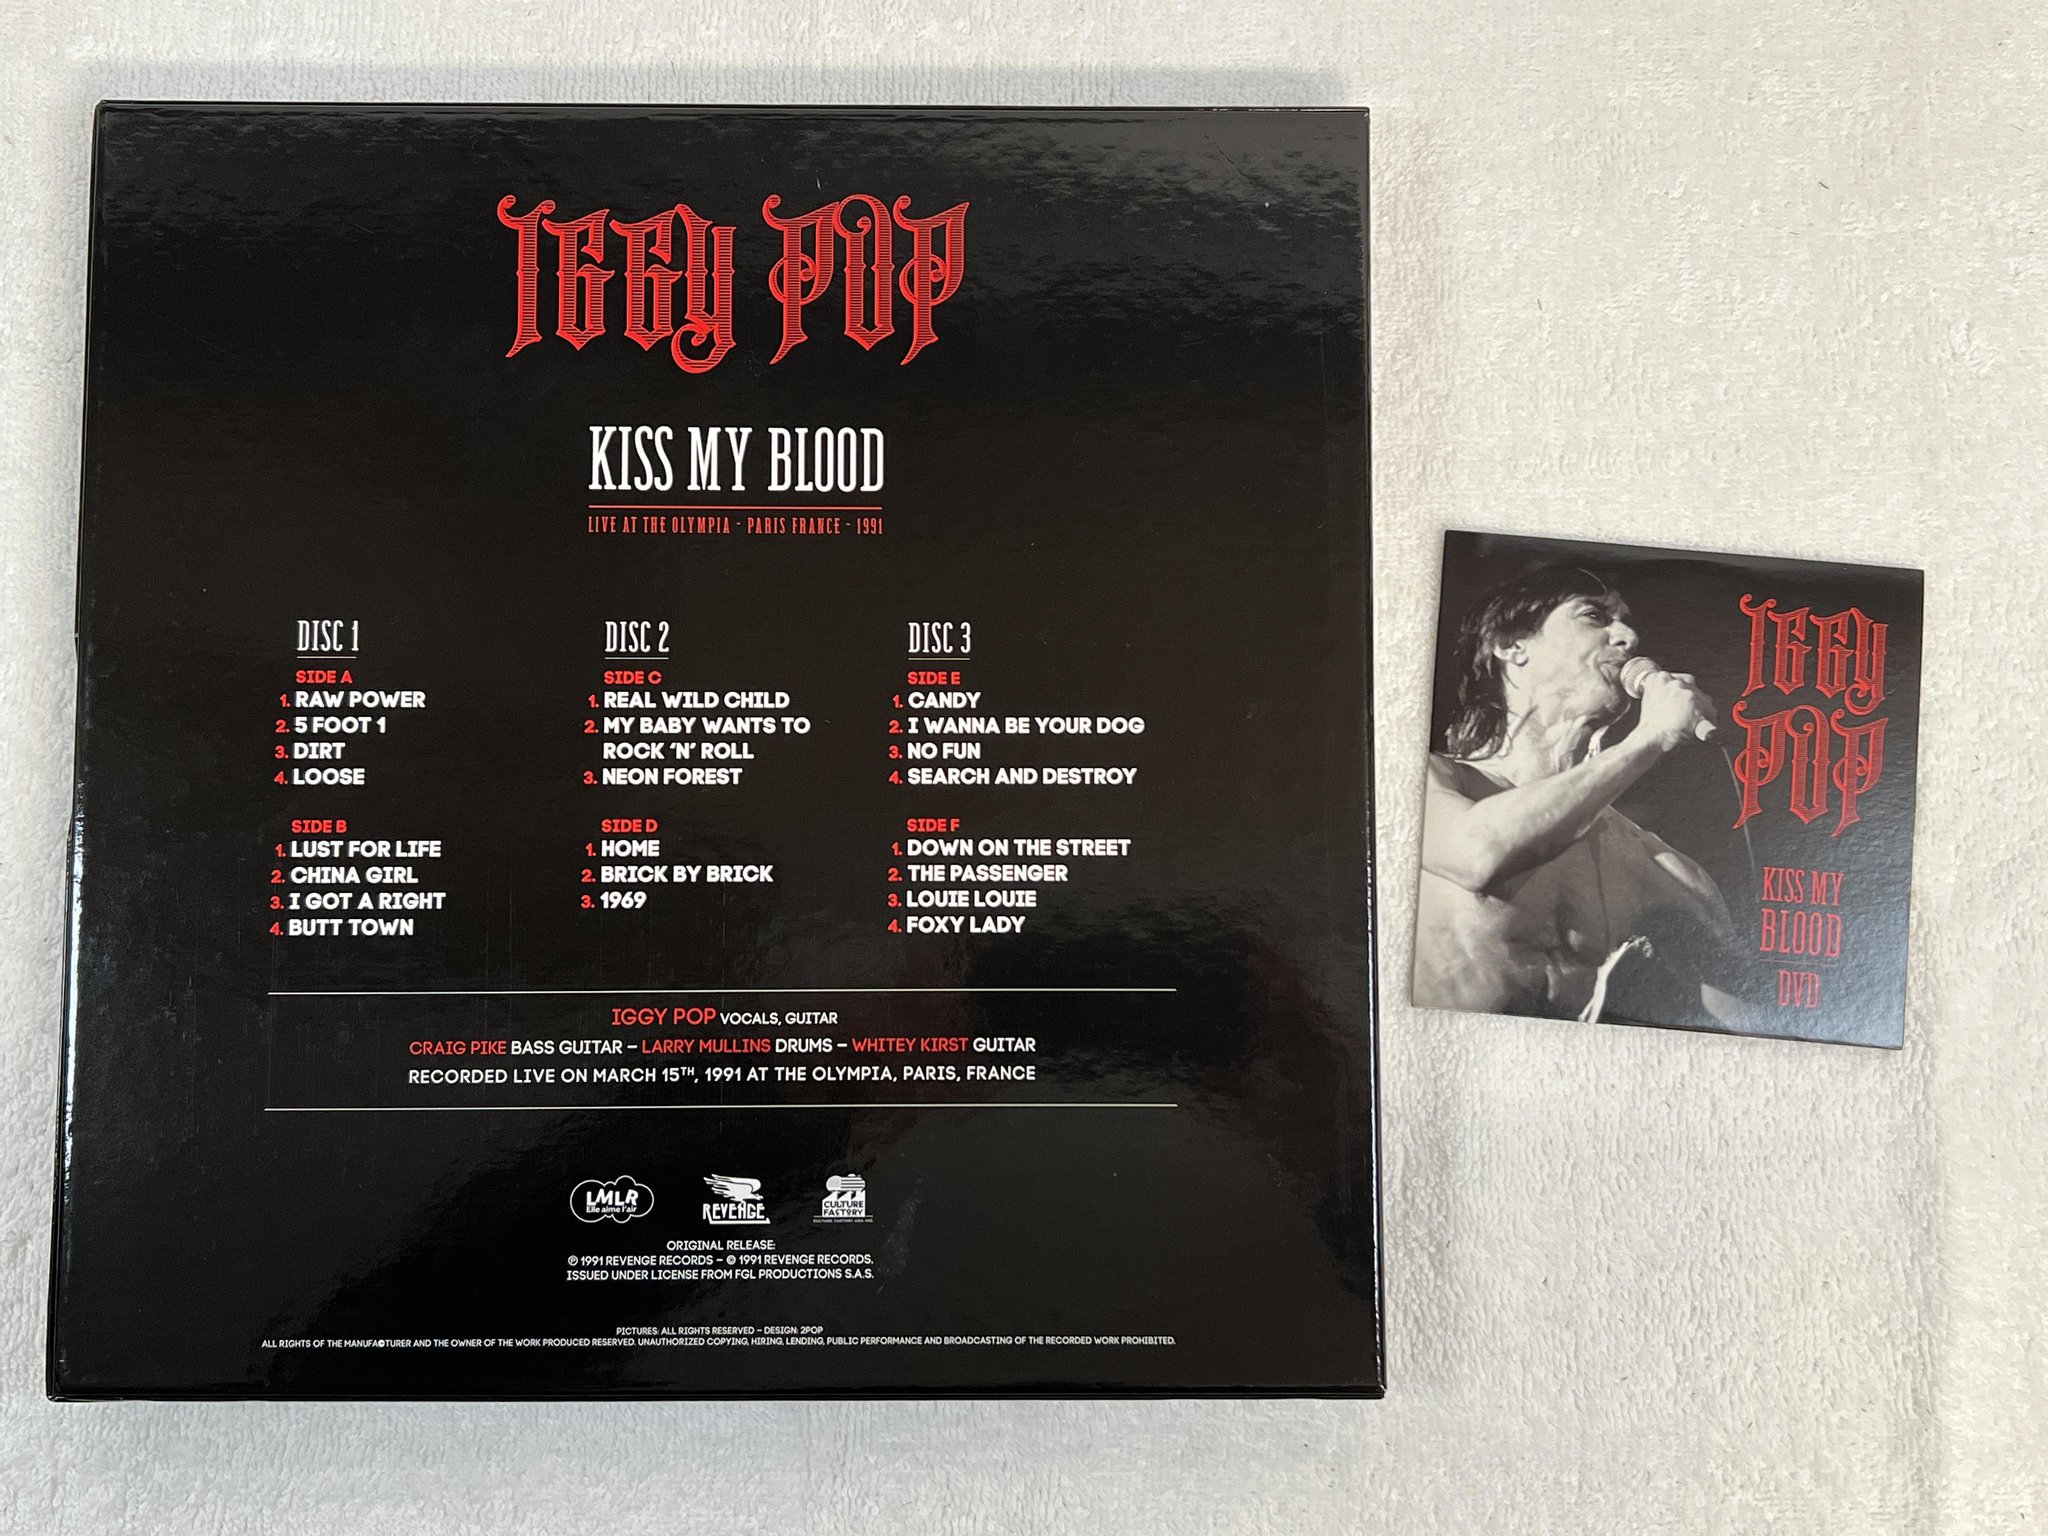 IGGY POP
KISS MY BLOOD
LIVE AT THE OLYMPIA - PARIS FRANCE - 1991
DISC 1
SIDE A
1. RAW POWER
2. 5 FOOT 1
3. DIRT
4. LOOSE
SIDE B
1. LUST FOR LIFE
2. CHINA GIRL
3. I GOT A RIGHT
4. BUTT TOWN
DISC 2
SIDE C
1. REAL WILD CHILD
2. MY BABY WANTS TO
ROCK 'N' ROLL
3. NEON FOREST
SIDE D
1. HOME
2. BRICK BY BRICK
3. 1969
DISC 3
SIDE E
1. CANDY
2. I WANNA BE YOUR DOG
3. NO FUN
4. SEARCH AND DESTROY
SIDE F
1. DOWN ON THE STREET
2. THE PASSENGER
3. LOUIE LOUIE
4. FOXY LADY
IGGY POP VOCALS, GUITAR
CRAIG PIKE BASS GUITAR – LARRY MULLINS DRUMS – WHITEY KIRST GUITAR
RECORDED LIVE ON MARCH 15TH, 1991 AT THE OLYMPIA, PARIS, FRANCE
LMLR
Elle aime l'air
REVENGE
CULTURE
FACTORY
CULTURE FACTORY USA INC.
ORIGINAL RELEASE:
℗ 1991 REVENGE RECORDS – © 1991 REVENGE RECORDS.
ISSUED UNDER LICENSE FROM FGL PRODUCTIONS S.A.S.
PICTURES: ALL RIGHTS RESERVED – DESIGN: 2POP
ALL RIGHTS OF THE MANUFA©TURER AND THE OWNER OF THE WORK PRODUCED RESERVED. UNAUTHORIZED COPYING, HIRING, LENDING, PUBLIC PERFORMANCE AND BROADCASTING OF THE RECORDED WORK PROHIBITED.
IGGY
POP
KISS MY
BLOOD
DVD